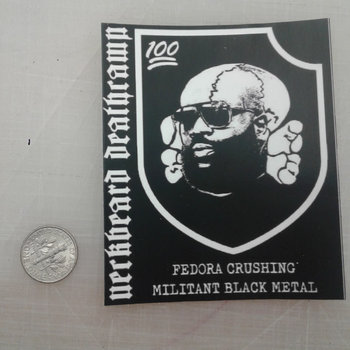 neckbeard deathcamp
100
FEDORA CRUSHING
MILITANT BLACK METAL